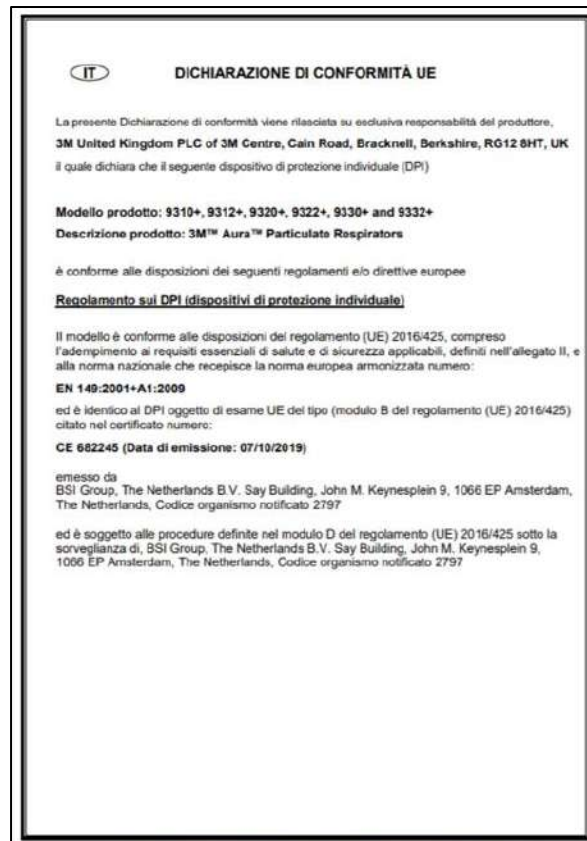 IT
DICHIARAZIONE DI CONFORMITÀ UE
La presente Dichiarazione di conformità viene rilasciata su esclusiva responsabilità del produttore,
3M United Kingdom PLC of 3M Centre, Cain Road, Bracknell, Berkshire, RG12 8HT, UK
il quale dichiara che il seguente dispositivo di protezione individuale (DPI)
Modello prodotto: 9310+, 9312+, 9320+, 9322+, 9330+ and 9332+
Descrizione prodotto: 3M™ Aura™ Particulate Respirators
è conforme alle disposizioni dei seguenti regolamenti e/o direttive europee
Regolamento sui DPI (dispositivi di protezione individuale)
Il modello è conforme alle disposizioni del regolamento (UE) 2016/425, compreso
l'adempimento ai requisiti essenziali di salute e di sicurezza applicabili, definiti nell'allegato II, e
alla norma nazionale che recepisce la norma europea armonizzata numero:
EN 149:2001+A1:2009
ed è identico al DPI oggetto di esame UE del tipo (modulo B del regolamento (UE) 2016/425)
citato nel certificato numero:
CE 682245 (Data di emissione: 07/10/2019)
emesso da
BSI Group, The Netherlands B.V. Say Building, John M. Keynesplein 9, 1066 EP Amsterdam,
The Netherlands, Codice organismo notificato 2797
ed è soggetto alle procedure definite nel modulo D del regolamento (UE) 2016/425 sotto la
sorveglianza di, BSI Group, The Netherlands B.V. Say Building, John M. Keynesplein 9,
1066 EP Amsterdam, The Netherlands, Codice organismo notificato 2797